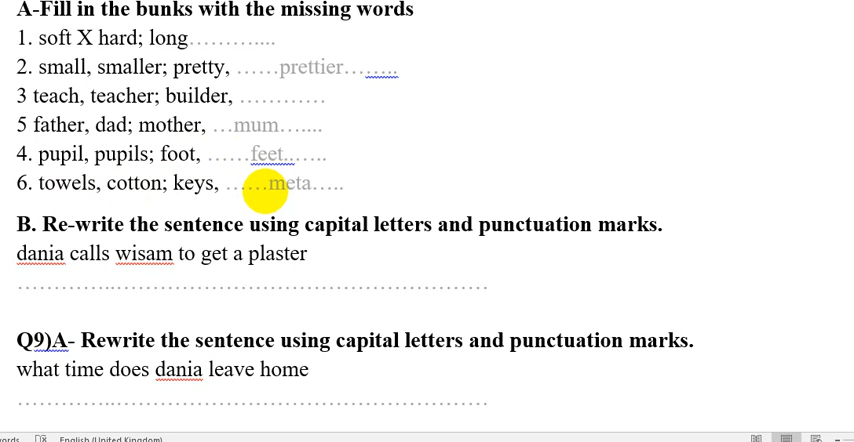 A-Fill in the bunks with the missing words
1. soft X hard; long…………...
2. small, smaller; pretty, ……prettier……..
3 teach, teacher; builder, …………
5 father, dad; mother, …mum…....
4. pupil, pupils; foot, ……feet..…..
6. towels, cotton; keys, ……meta…..
B. Re-write the sentence using capital letters and punctuation marks.
dania calls wisam to get a plaster
…………..…………………………………………
Q9)A- Rewrite the sentence using capital letters and punctuation marks.
what time does dania leave home
…………..…………………………………………
English (United Kingdom)